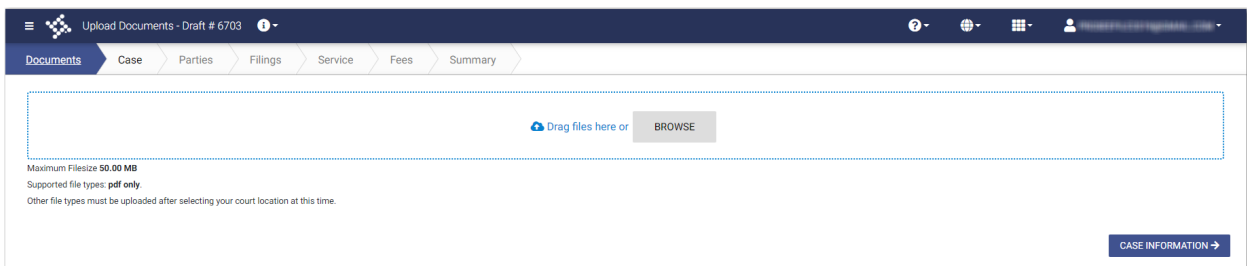 Upload Documents - Draft # 6703
Documents Case Parties Filings Service Fees Summary
Drag files here or BROWSE
Maximum Filesize 50.00 MB
Supported file types: pdf only.
Other file types must be uploaded after selecting your court location at this time.
CASE INFORMATION →